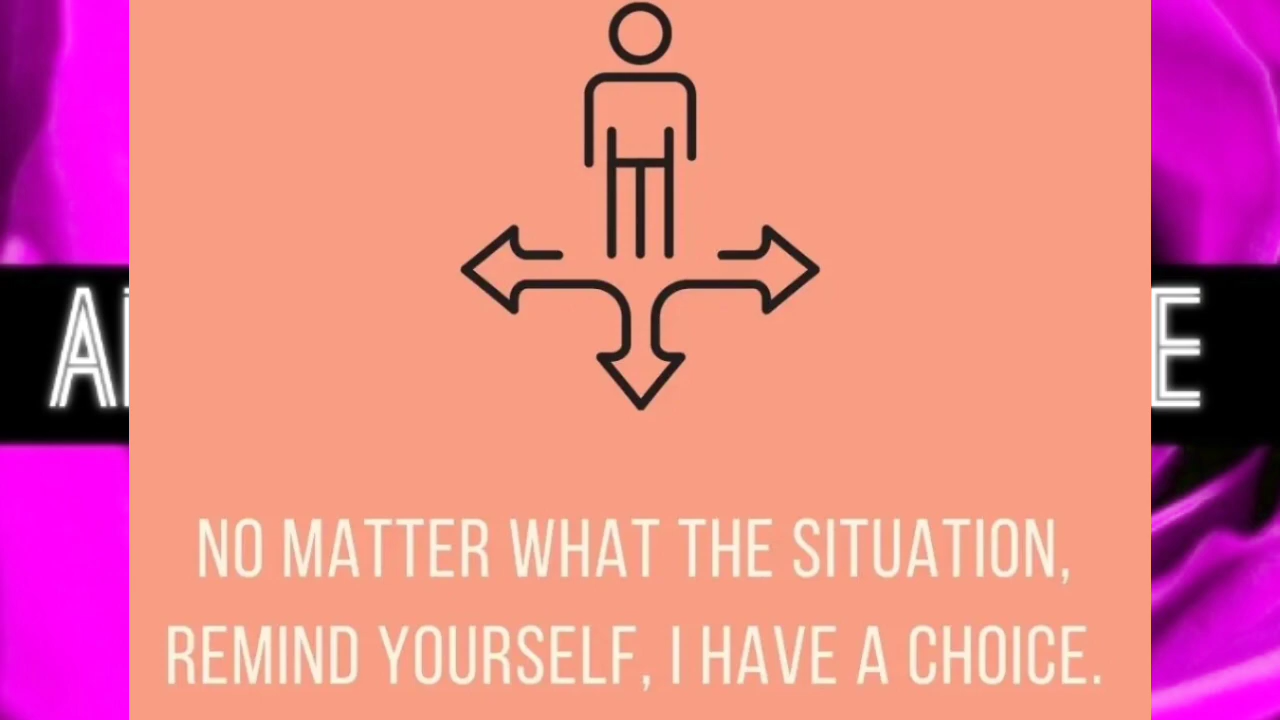 NO MATTER WHAT THE SITUATION,
REMIND YOURSELF, I HAVE A CHOICE.